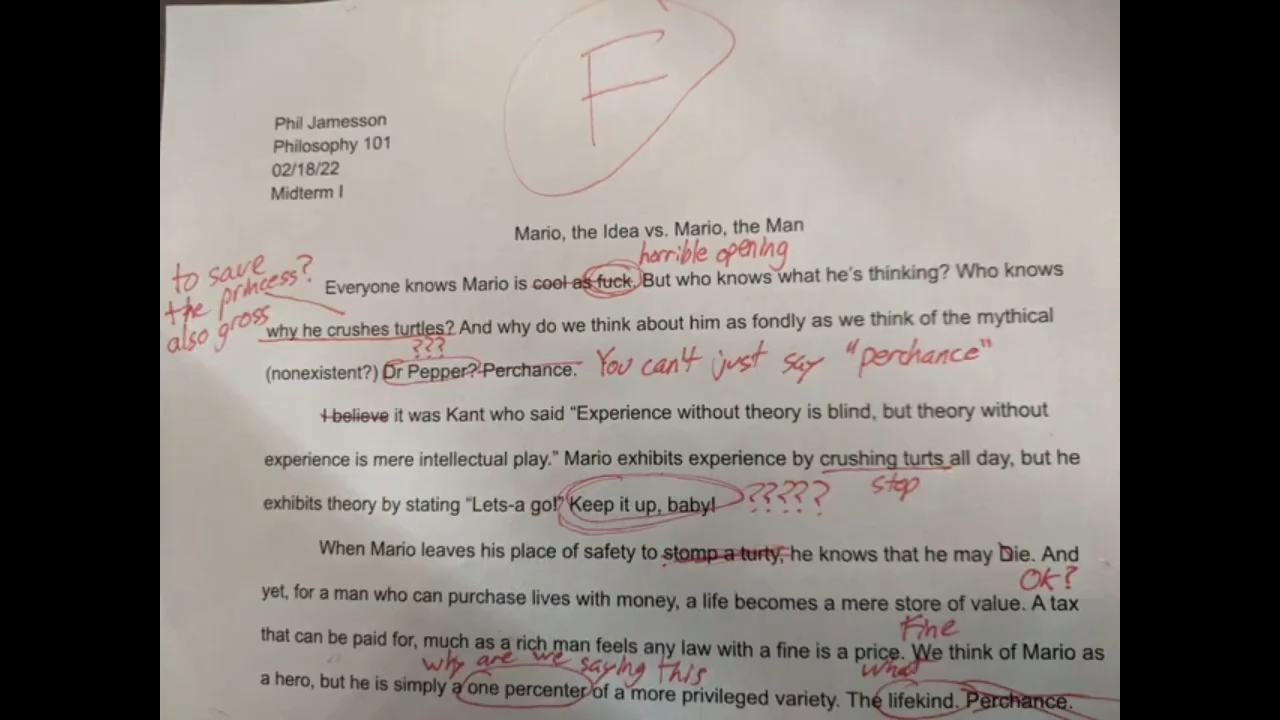 F
Phil Jamesson
Philosophy 101
02/18/22
Midterm I
Mario, the Idea vs. Mario, the Man
horrible opening
to save
the princess?
also gross
Everyone knows Mario is cool as fuck. But who knows what he's thinking? Who knows
why he crushes turtles? And why do we think about him as fondly as we think of the mythical
???
(nonexistent?) Dr Pepper? Perchance. You can't just say "perchance"
I believe it was Kant who said “Experience without theory is blind, but theory without
experience is mere intellectual play.” Mario exhibits experience by crushing turts all day, but he
stop
exhibits theory by stating “Lets-a go!” Keep it up, baby! ?????
When Mario leaves his place of safety to stomp a turty, he knows that he may Die. And
OK?
yet, for a man who can purchase lives with money, a life becomes a mere store of value. A tax
Fine
that can be paid for, much as a rich man feels any law with a fine is a price. We think of Mario as
why are we saying this
what
a hero, but he is simply a one percenter of a more privileged variety. The lifekind. Perchance.